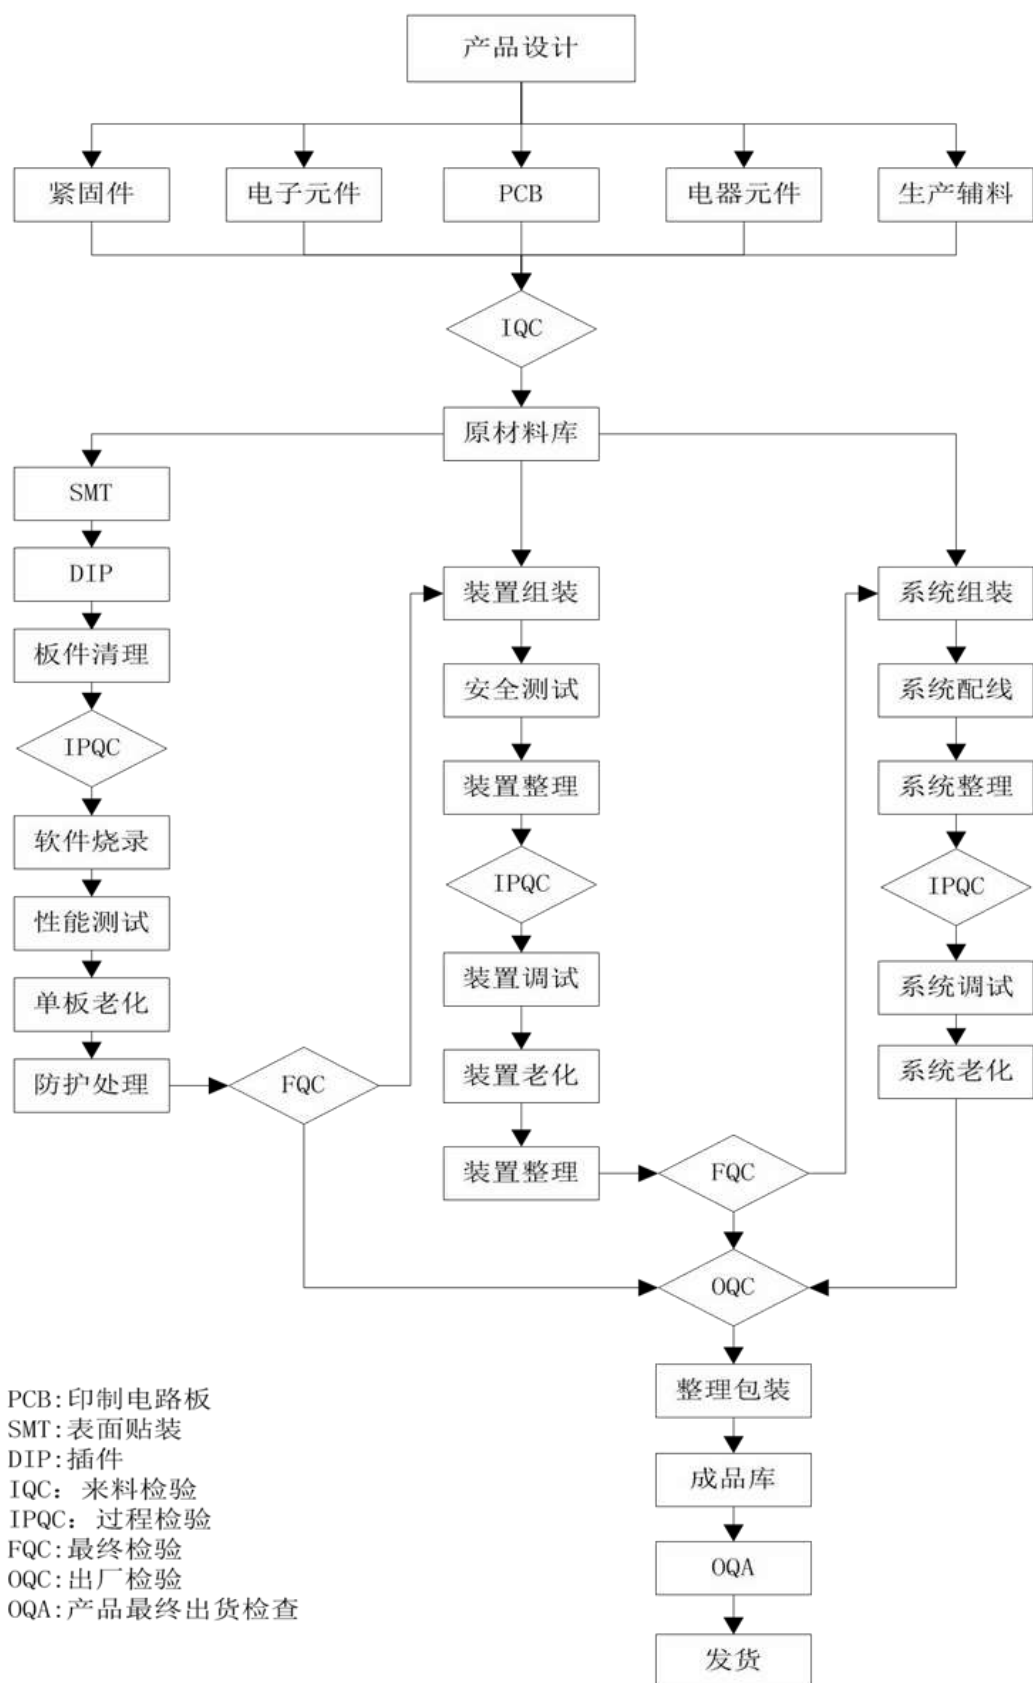 产品设计
紧固件
电子元件
PCB
电器元件
生产辅料
IQC
原材料库
SMT
DIP
板件清理
IPQC
软件烧录
性能测试
单板老化
防护处理
FQC
装置组装
安全测试
装置整理
IPQC
装置调试
装置老化
装置整理
FQC
系统组装
系统配线
系统整理
IPQC
系统调试
系统老化
OQC
整理包装
成品库
OQA
发货
PCB:印制电路板
SMT:表面贴装
DIP:插件
IQC: 来料检验
IPQC: 过程检验
FQC:最终检验
OQC:出厂检验
OQA:产品最终出货检查